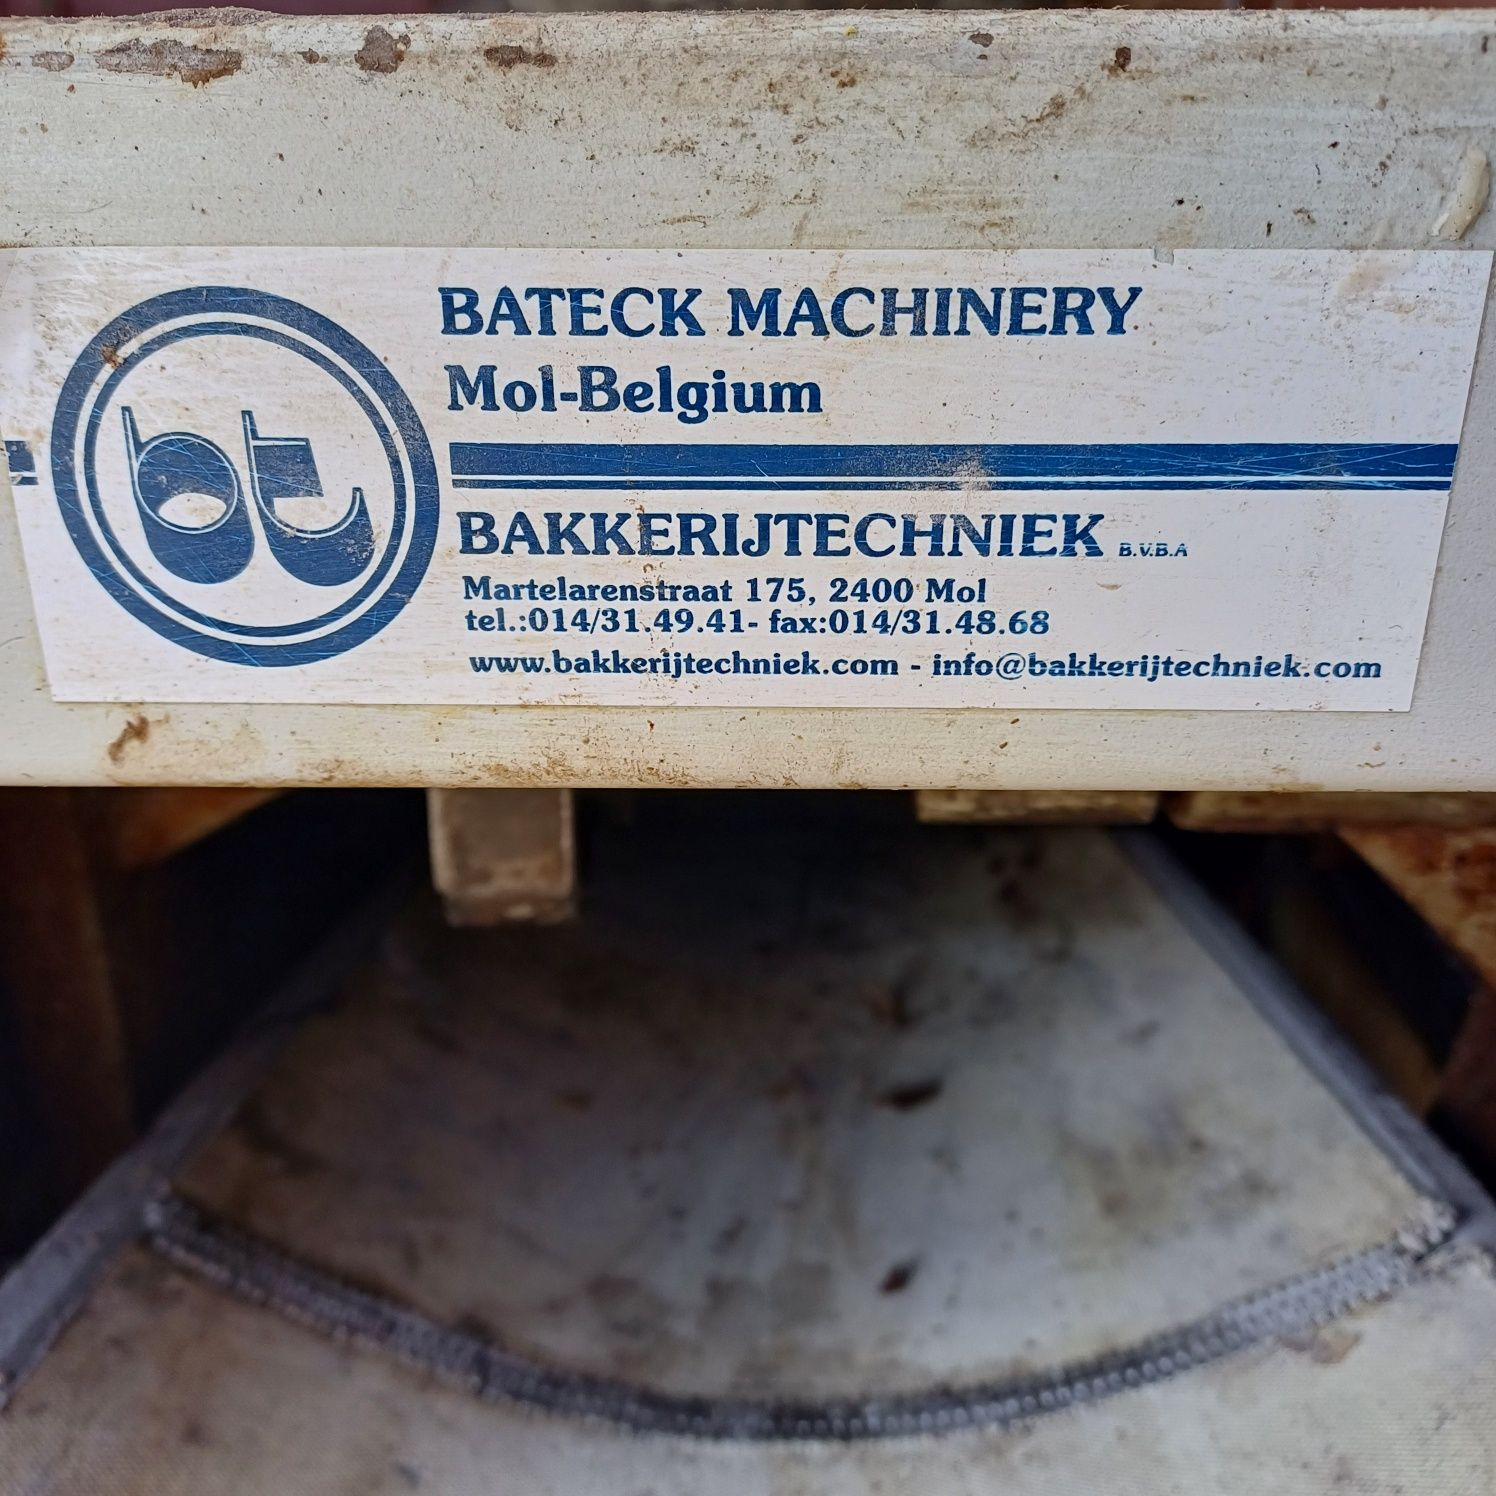 bt
BATECK MACHINERY
Mol-Belgium
BAKKERIJTECHNIEK B.V.B.A
Martelarenstraat 175, 2400 Mol
tel.:014/31.49.41- fax:014/31.48.68
www.bakkerijtechniek.com - info@bakkerijtechniek.com